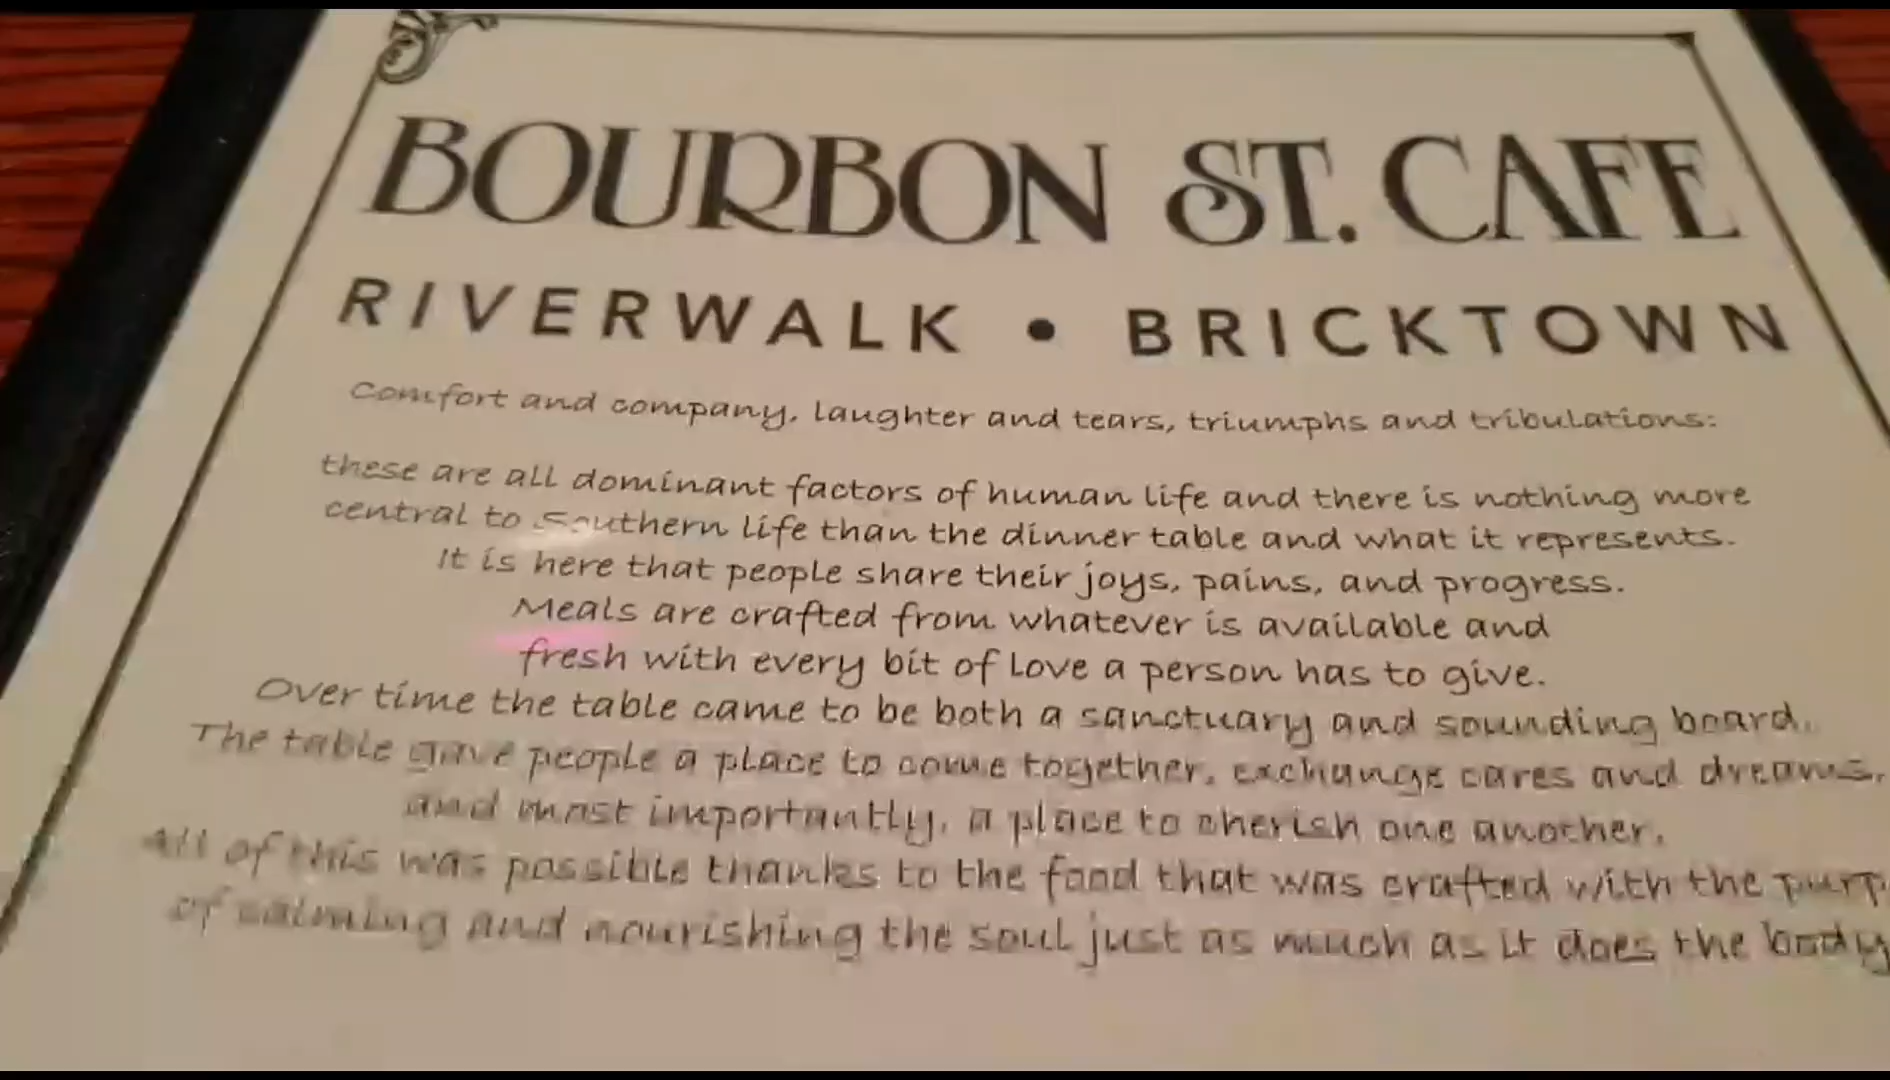 BOURBON ST. CAFE
RIVERWALK • BRICKTOWN
Comfort and company, laughter and tears, triumphs and tribulations:
these are all dominant factors of human life and there is nothing more
central to Southern life than the dinner table and what it represents.
It is here that people share their joys, pains, and progress.
Meals are crafted from whatever is available and
fresh with every bit of love a person has to give.
Over time the table came to be both a sanctuary and sounding board.
The table gave people a place to come together, exchange cares and dreams,
and most importantly, a place to cherish one another.
All of this was possible thanks to the food that was crafted with the purp
of calming and nourishing the soul just as much as it does the body